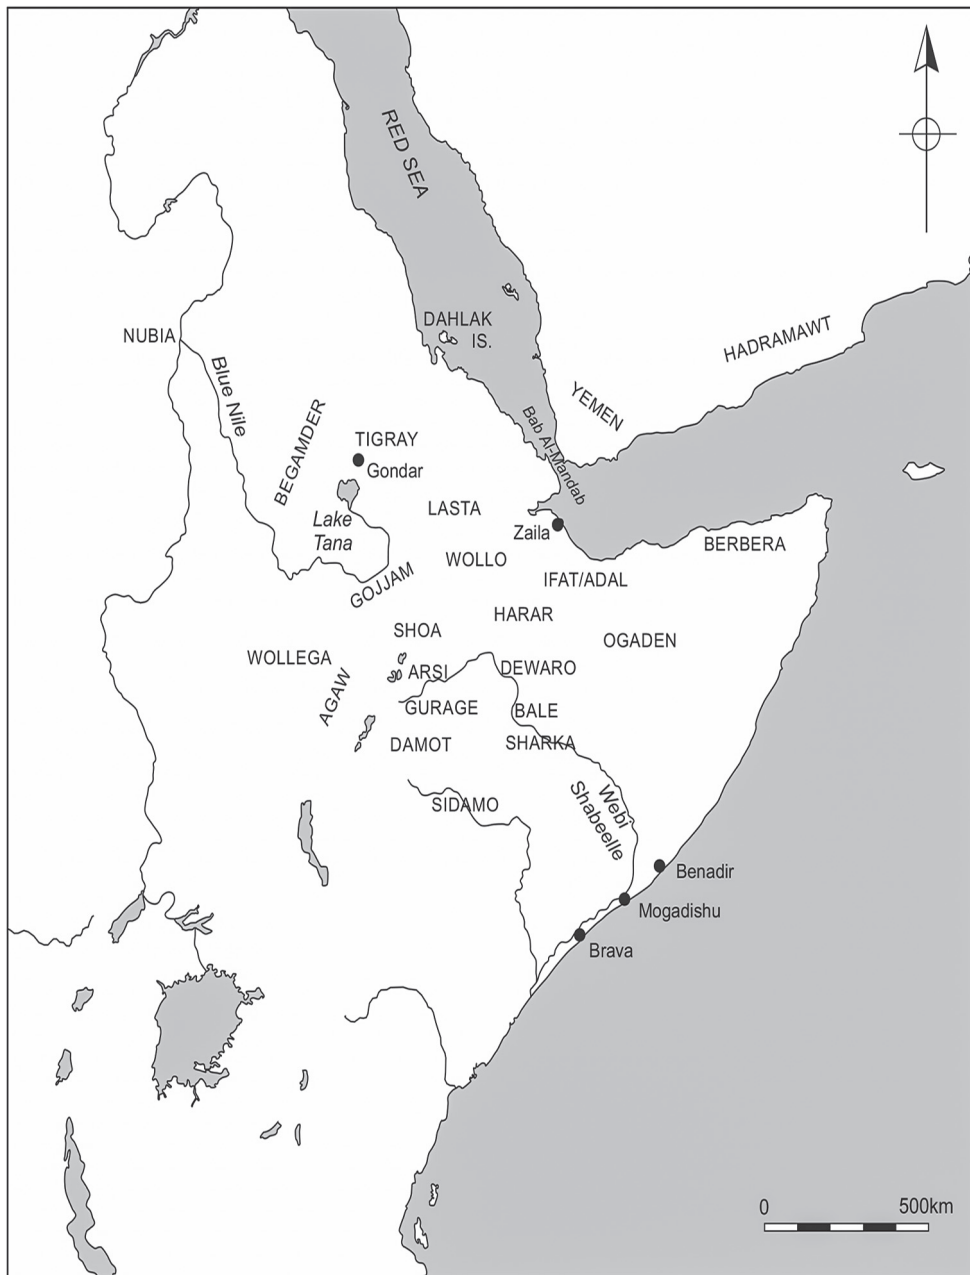 RED SEA
DAHLAK
IS.
NUBIA
HADRAMAWT
Blue Nile
YEMEN
BEGAMDER
Bab Al-Mandab
TIGRAY
Gondar
LASTA
Lake
Tana
Zaila
BERBERA
WOLLO
IFAT/ADAL
GOJJAM
HARAR
SHOA
OGADEN
WOLLEGA
ARSI
DEWARO
AGAW
GURAGE
BALE
DAMOT
SHARKA
SIDAMO
Webi
Shabeelle
Benadir
Mogadishu
Brava
0
500km